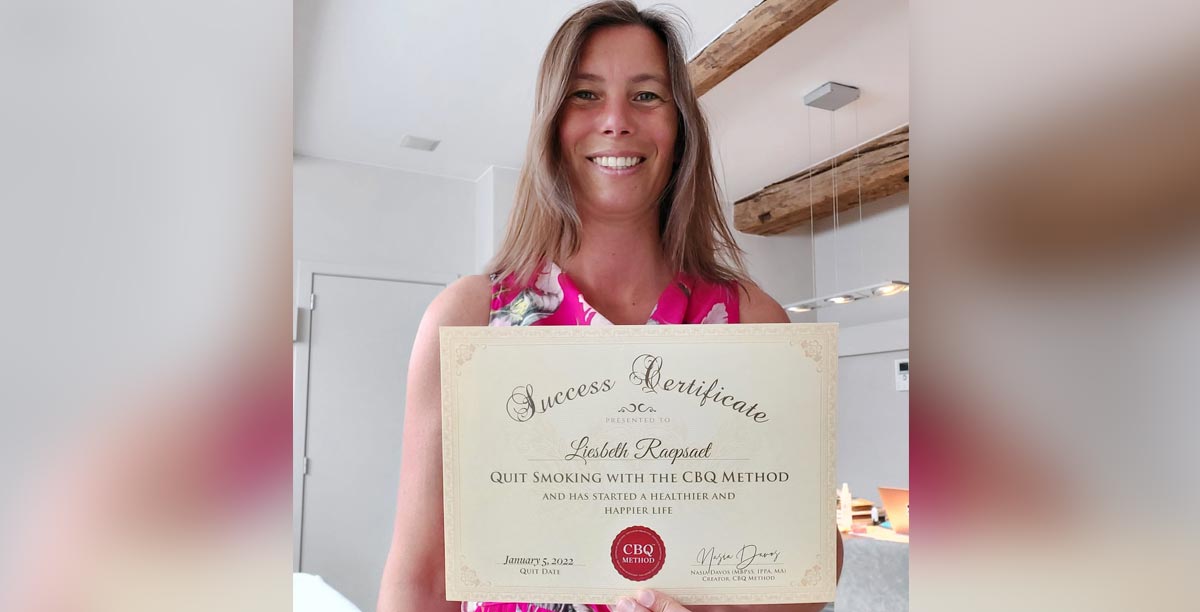 Success Certificate
PRESENTED TO
Liesbeth Raepsaet
QUIT SMOKING WITH THE CBQ METHOD
AND HAS STARTED A HEALTHIER AND
HAPPIER LIFE
January 5, 2022
QUIT DATE
CBQ
METHOD
Nasia Davos
NASIA DAVOS (MBPSS, IPPA, MA)
CREATOR, CBQ METHOD